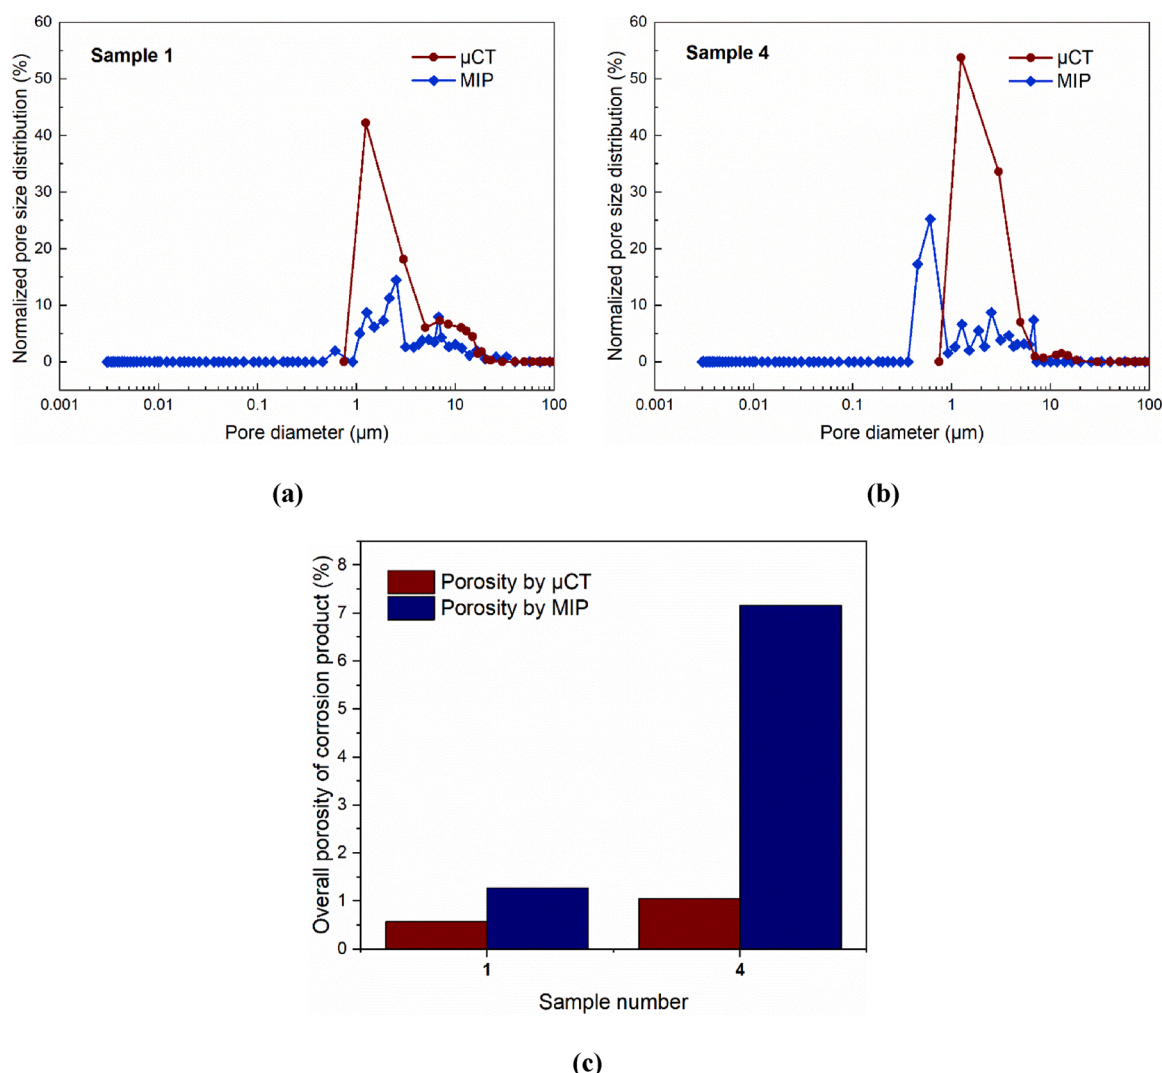 (a)
60
50
40
30
20
10
0
Normalized pore size distribution (%)
Sample 1
µCT
MIP
0.001
0.01
0.1
1
10
100
Pore diameter (µm)
(a)
(b)
60
50
40
30
20
10
0
Normalized pore size distribution (%)
Sample 4
µCT
MIP
0.001
0.01
0.1
1
10
100
Pore diameter (µm)
(b)
8
7
6
5
4
3
2
1
0
Overall porosity of corrosion product (%)
Porosity by µCT
Porosity by MIP
1
4
Sample number
(c)